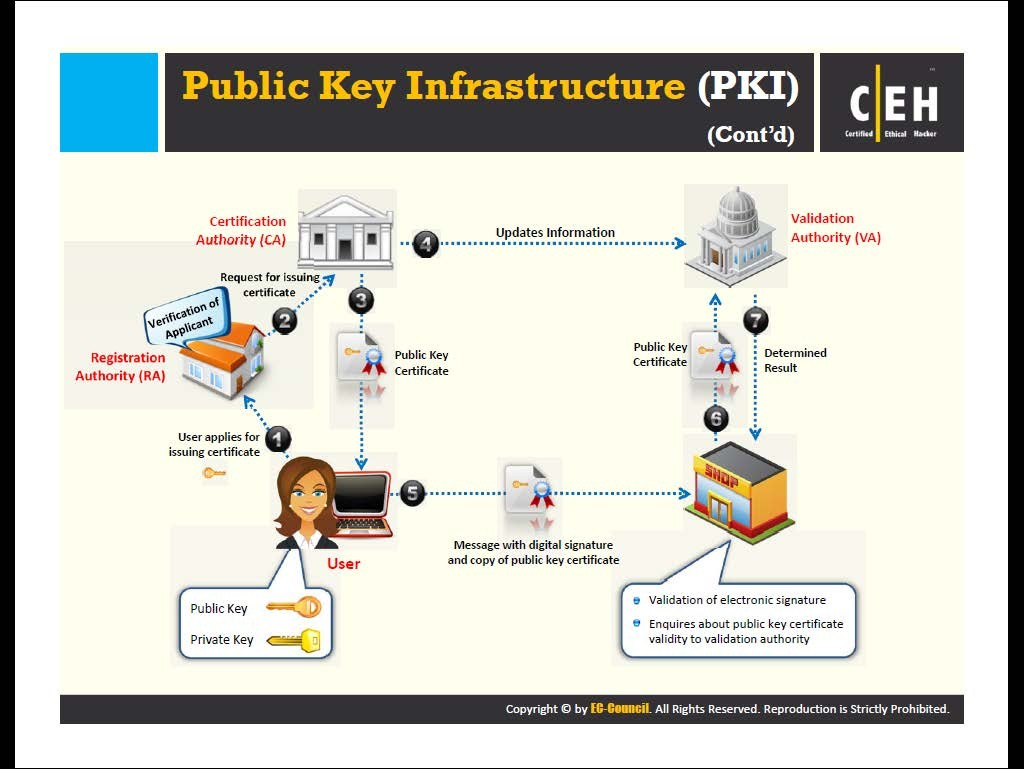 Public Key Infrastructure (PKI)
(Cont'd)
C|EH
Certified Ethical Hacker
Certification
Authority (CA)
4
Updates Information
Validation
Authority (VA)
Request for issuing
certificate
2
3
Verification of
Applicant
Registration
Authority (RA)
Public Key
Certificate
Public Key
Certificate
7
Determined
Result
6
User applies for
issuing certificate
1
SHOP
5
Message with digital signature
and copy of public key certificate
User
Public Key
Private Key
Validation of electronic signature
Enquires about public key certificate
validity to validation authority
Copyright © by EC-Council. All Rights Reserved. Reproduction is Strictly Prohibited.